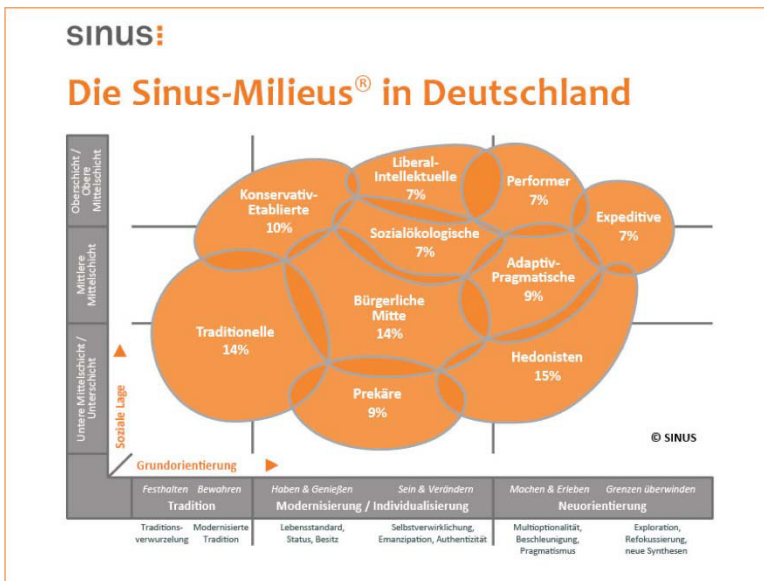 sinus:
Die Sinus-Milieus® in Deutschland
Oberschicht /
Obere
Mittelschicht
Mittlere
Mittelschicht
Untere Mittelschicht /
Unterschicht
Soziale Lage
Konservativ-
Etablierte
10%
Liberal-
Intellektuelle
7%
Performer
7%
Expeditive
7%
Sozialökologische
7%
Adaptiv-
Pragmatische
9%
Traditionelle
14%
Bürgerliche
Mitte
14%
Hedonisten
15%
Prekäre
9%
© SINUS
Grundorientierung
Festhalten Bewahren
Tradition
Haben & Genießen Sein & Verändern
Modernisierung / Individualisierung
Machen & Erleben Grenzen überwinden
Neuorientierung
Traditions-
verwurzelung
Modernisierte
Tradition
Lebensstandard,
Status, Besitz
Selbstverwirklichung,
Emanzipation, Authentizität
Multioptionalität,
Beschleunigung,
Pragmatismus
Exploration,
Refokussierung,
neue Synthesen